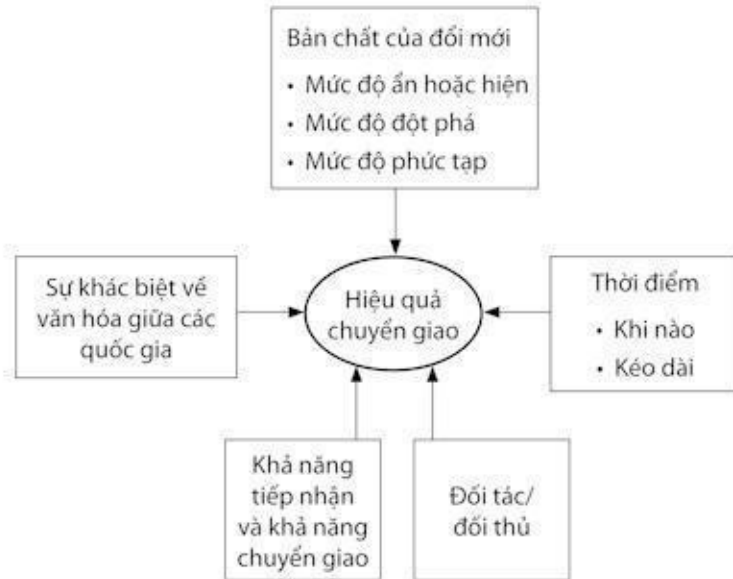 Bản chất của đổi mới
• Mức độ ẩn hoặc hiện
• Mức độ đột phá
• Mức độ phức tạp
Sự khác biệt về
văn hóa giữa các
quốc gia
Hiệu quả
chuyển giao
Thời điểm
• Khi nào
• Kéo dài
Khả năng
tiếp nhận
và khả năng
chuyển giao
Đối tác/
đối thủ